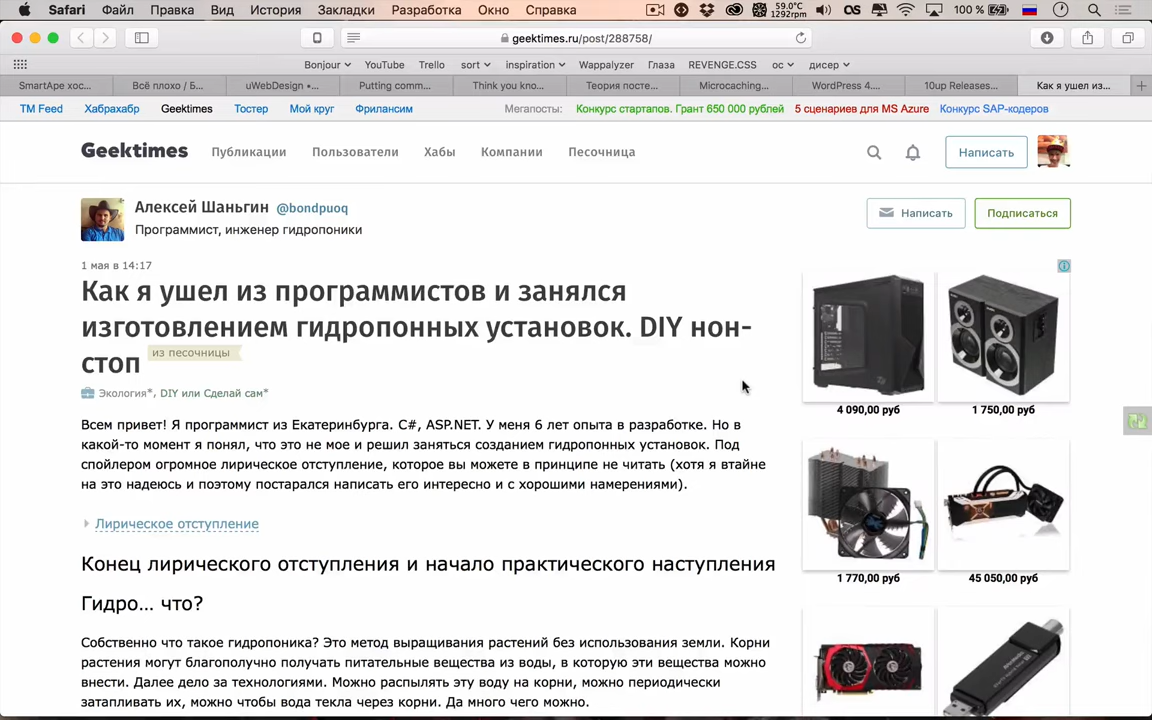 Safari Файл Правка Вид История Закладки Разработка Окно Справка 59.0°C 1292rpm 100 %
geektimes.ru/post/288758/
Bonjour YouTube Trello sort inspiration Wappalyzer Глаза REVENGE.CSS ос дисер
SmartApe хос... Всё плохо / Б... uWebDesign •... Putting comm... Think you kno... Теория посте... Microcaching... WordPress 4.... 10up Releases... Как я ушел из...
TM Feed Хабрахабр Geektimes Тостер Мой круг Фрилансим Мегапосты: Конкурс стартапов. Грант 650 000 рублей 5 сценариев для MS Azure Конкурс SAP-кодеров
Geektimes Публикации Пользователи Хабы Компании Песочница Написать
Алексей Шаньгин @bondpuoq
Программист, инженер гидропоники
Написать Подписаться
1 мая в 14:17
Как я ушел из программистов и занялся
изготовлением гидропонных установок. DIY нон-
стоп из песочницы
Экология*, DIY или Сделай сам*
Всем привет! Я программист из Екатеринбурга. C#, ASP.NET. У меня 6 лет опыта в разработке. Но в
какой-то момент я понял, что это не мое и решил заняться созданием гидропонных установок. Под
спойлером огромное лирическое отступление, которое вы можете в принципе не читать (хотя я втайне
на это надеюсь и поэтому постарался написать его интересно и с хорошими намерениями).
Лирическое отступление
Конец лирического отступления и начало практического наступления
Гидро... что?
Собственно что такое гидропоника? Это метод выращивания растений без использования земли. Корни
растения могут благополучно получать питательные вещества из воды, в которую эти вещества можно
внести. Далее дело за технологиями. Можно распылять эту воду на корни, можно периодически
затапливать их, можно чтобы вода текла через корни. Да много чего можно.
4 090,00 руб 1 750,00 руб
1 770,00 руб 45 050,00 руб